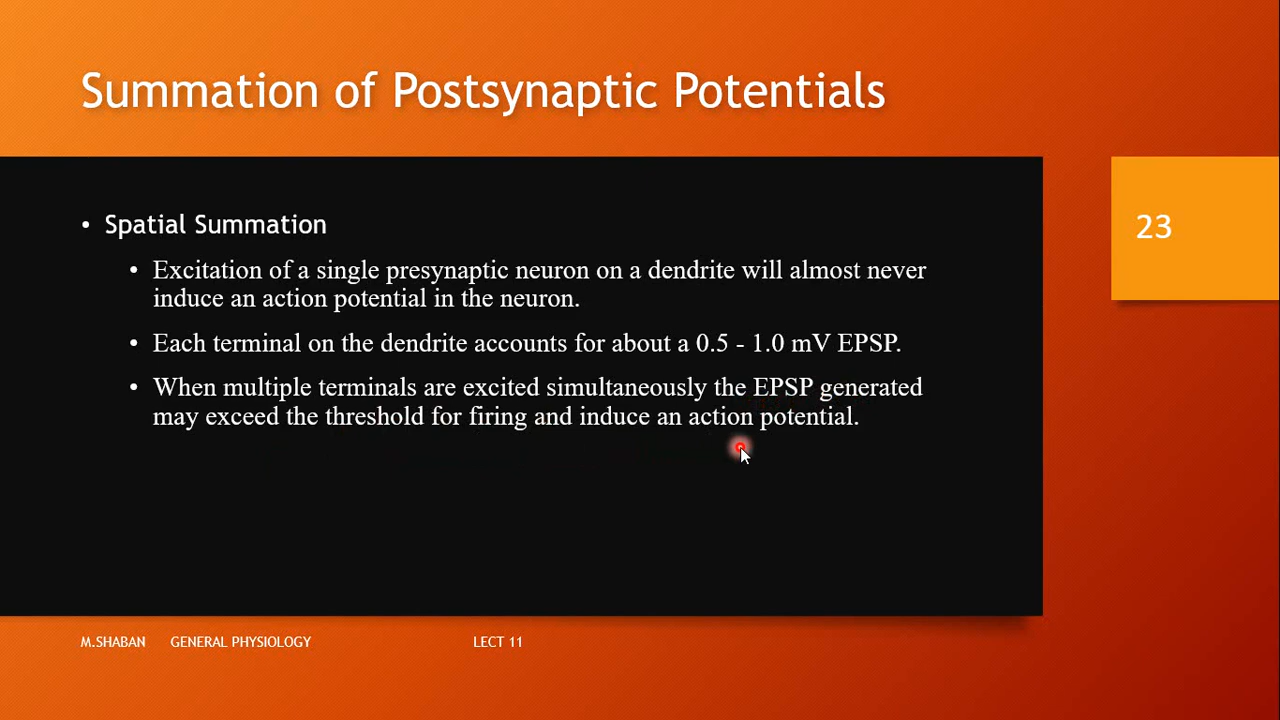 Summation of Postsynaptic Potentials
• Spatial Summation
• Excitation of a single presynaptic neuron on a dendrite will almost never
induce an action potential in the neuron.
• Each terminal on the dendrite accounts for about a 0.5 - 1.0 mV EPSP.
• When multiple terminals are excited simultaneously the EPSP generated
may exceed the threshold for firing and induce an action potential.
23
M.SHABAN GENERAL PHYSIOLOGY LECT 11